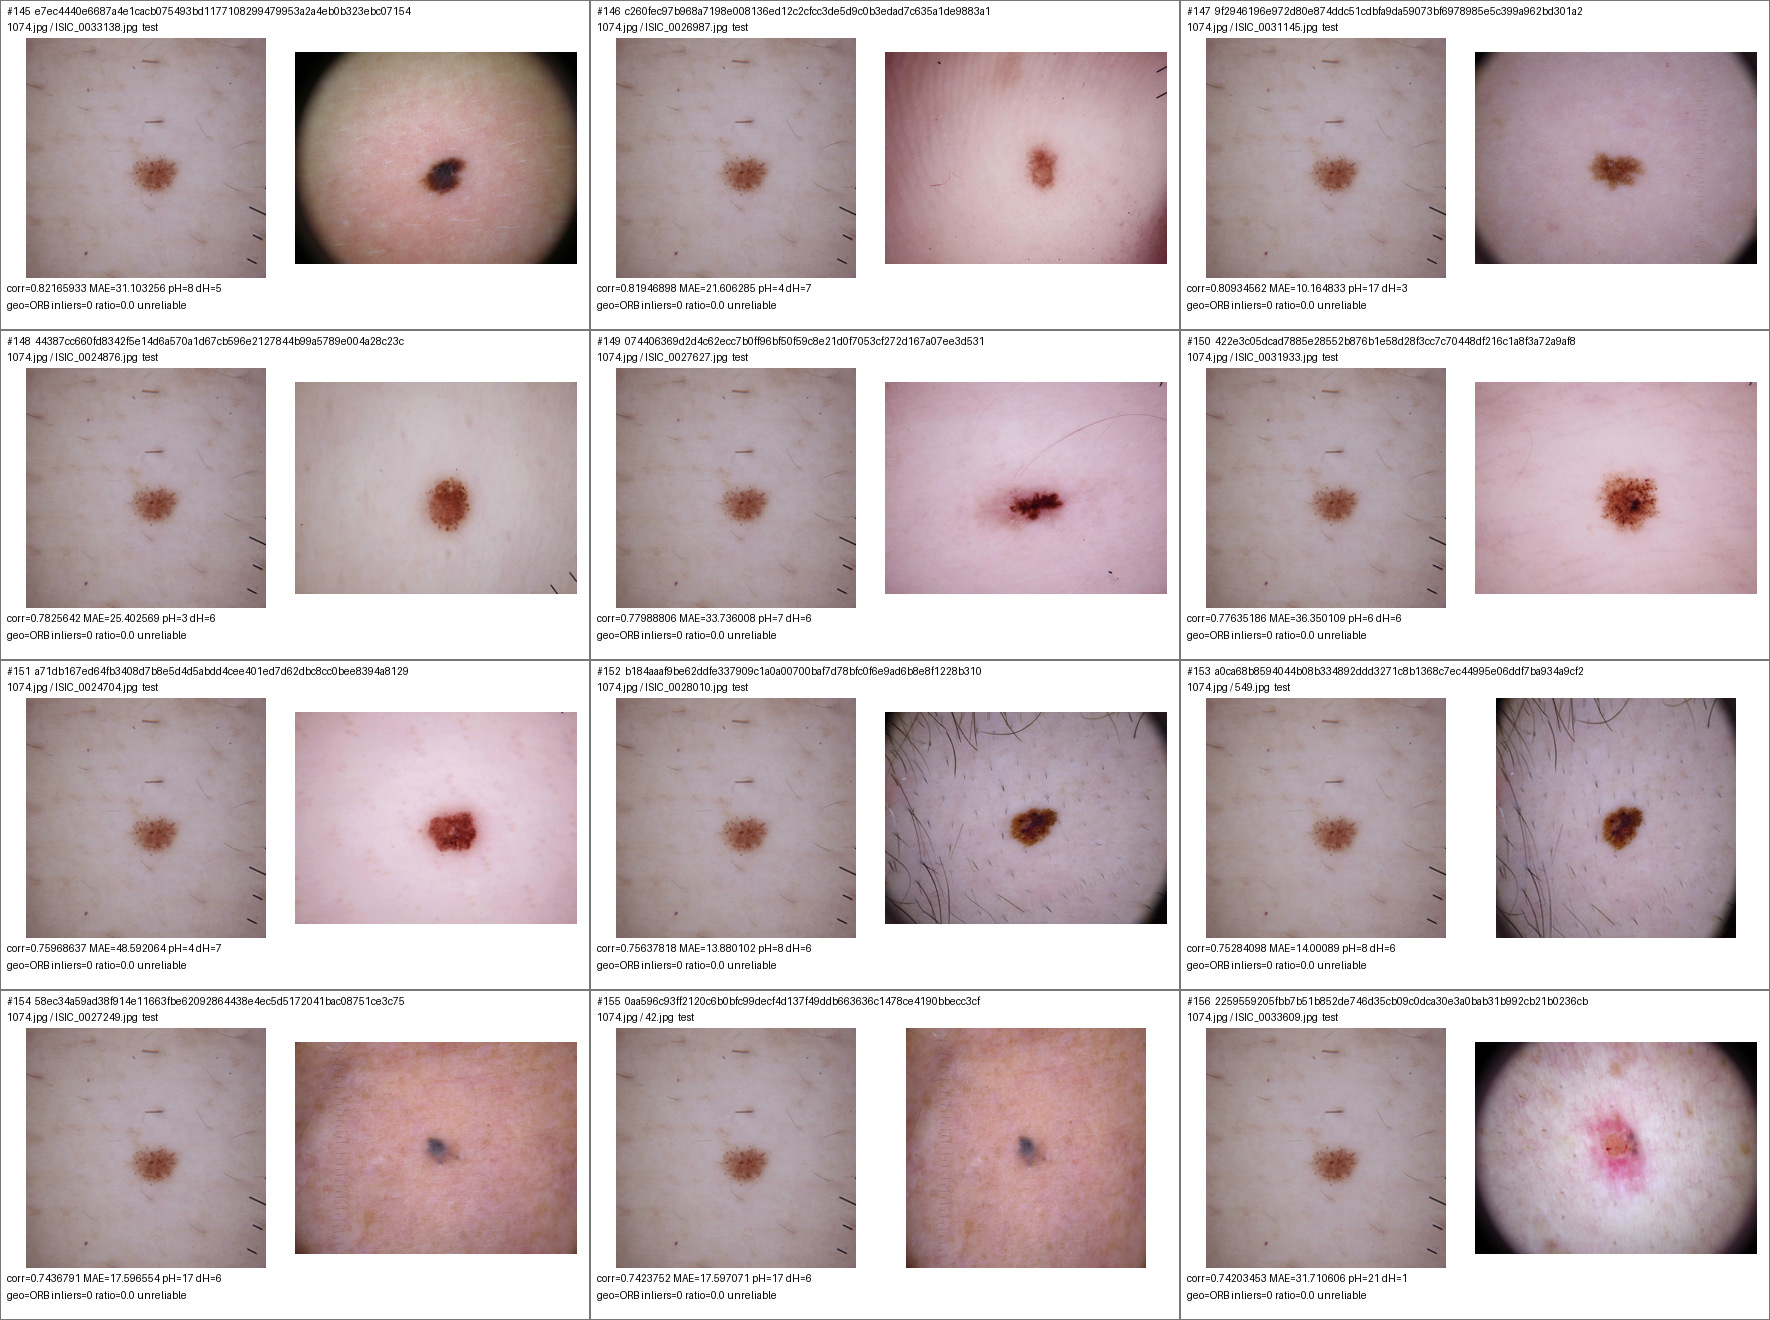 #145 e7ec4440e6687a4e1cacb075493bd1177108299479953a2a4eb0b323ebc07154
1074.jpg / ISIC_0033138.jpg test
corr=0.82165933 MAE=31.103256 pH=8 dH=5
geo=ORB inliers=0 ratio=0.0 unreliable
#146 c260fec97b968a7198e008136ed12c2cfcc3de5d9c0b3edad7c635a1de9883a1
1074.jpg / ISIC_0026987.jpg test
corr=0.81946898 MAE=21.606285 pH=4 dH=7
geo=ORB inliers=0 ratio=0.0 unreliable
#147 9f2946196e972d80e874ddc51cdbfa9da59073bf6978985e5c399a962bd301a2
1074.jpg / ISIC_0031145.jpg test
corr=0.80934562 MAE=10.164833 pH=17 dH=3
geo=ORB inliers=0 ratio=0.0 unreliable
#148 44387cc660fd8342f5e14d6a570a1d67cb596e2127844b99a5789e004a28c23c
1074.jpg / ISIC_0024876.jpg test
corr=0.7825642 MAE=25.402569 pH=3 dH=6
geo=ORB inliers=0 ratio=0.0 unreliable
#149 074406369d2d4c62ecc7b0ff96bf50f59c8e21d0f7053cf272d167a07ee3d531
1074.jpg / ISIC_0027627.jpg test
corr=0.77988806 MAE=33.736008 pH=7 dH=6
geo=ORB inliers=0 ratio=0.0 unreliable
#150 422e3c05dcad7885e28552b876b1e58d28f3cc7c70448df216c1a8f3a72a9af8
1074.jpg / ISIC_0031933.jpg test
corr=0.77635186 MAE=36.350109 pH=6 dH=6
geo=ORB inliers=0 ratio=0.0 unreliable
#151 a71db167ed64fb3408d7b8e5d4d5abdd4cee401ed7d62dbc8cc0bee8394a8129
1074.jpg / ISIC_0024704.jpg test
corr=0.75968637 MAE=48.592064 pH=4 dH=7
geo=ORB inliers=0 ratio=0.0 unreliable
#152 b184aaaf9be62ddfe337909c1a0a00700baf7d78bfc0f6e9ad6b8e8f1228b310
1074.jpg / ISIC_0028010.jpg test
corr=0.75637818 MAE=13.880102 pH=8 dH=6
geo=ORB inliers=0 ratio=0.0 unreliable
#153 a0ca68b8594044b08b334892ddd3271c8b1368c7ec44995e06ddf7ba934a9cf2
1074.jpg / 549.jpg test
corr=0.75284098 MAE=14.00089 pH=8 dH=6
geo=ORB inliers=0 ratio=0.0 unreliable
#154 58ec34a59ad38f914e11663fbe62092864438e4ec5d5172041bac08751ce3c75
1074.jpg / ISIC_0027249.jpg test
corr=0.7436791 MAE=17.596554 pH=17 dH=6
geo=ORB inliers=0 ratio=0.0 unreliable
#155 0aa596c93ff2120c6b0bfc99decf4d137f49ddb663636c1478ce4190bbecc3cf
1074.jpg / 42.jpg test
corr=0.7423752 MAE=17.597071 pH=17 dH=6
geo=ORB inliers=0 ratio=0.0 unreliable
#156 2259559205fbb7b51b852de746d35cb09c0dca30e3a0bab31b992cb21b0236cb
1074.jpg / ISIC_0033609.jpg test
corr=0.74203453 MAE=31.710606 pH=21 dH=1
geo=ORB inliers=0 ratio=0.0 unreliable